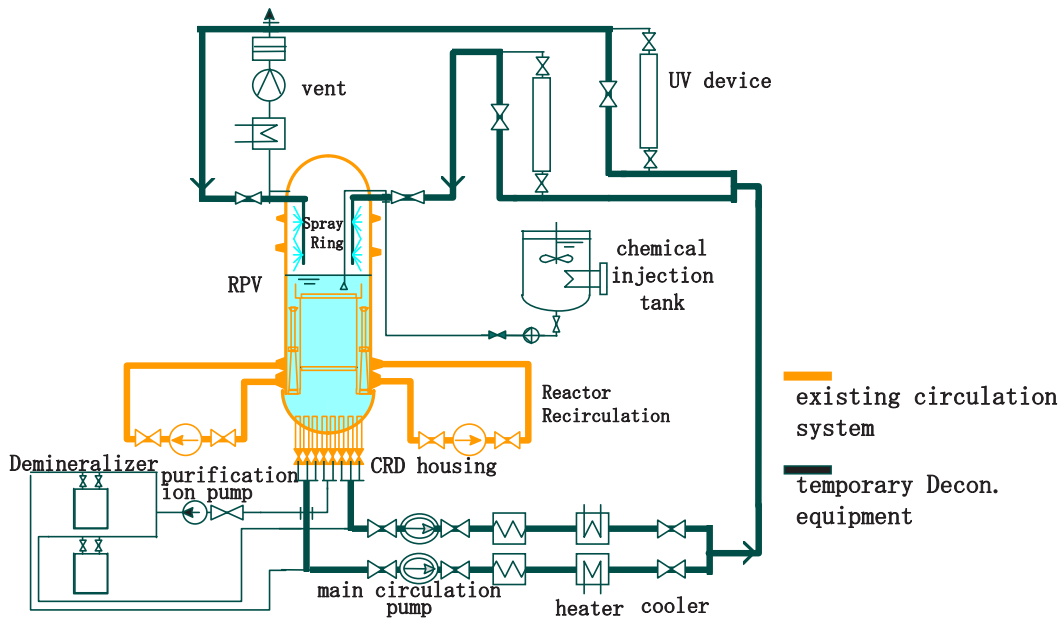 vent
UV device
Spray
Ring
chemical
injection
tank
RPV
existing circulation
system
Reactor
Recirculation
Demineralizer
purification
ion pump
CRD housing
temporary Decon.
equipment
main circulation
pump
heater
cooler